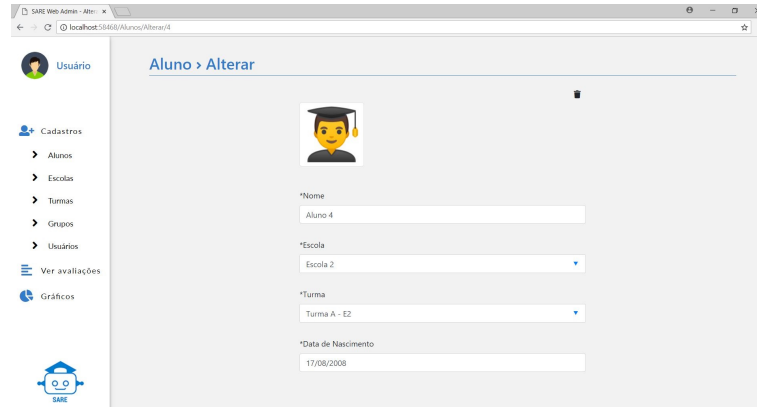 SARE Web Admin - Alter
localhost:58468/Alunos/Alterar/4
Usuário
Aluno › Alterar
Cadastros
Alunos
Escolas
Turmas
Grupos
Usuários
Ver avaliações
Gráficos
SARE
*Nome
Aluno 4
*Escola
Escola 2
*Turma
Turma A - E2
*Data de Nascimento
17/08/2008